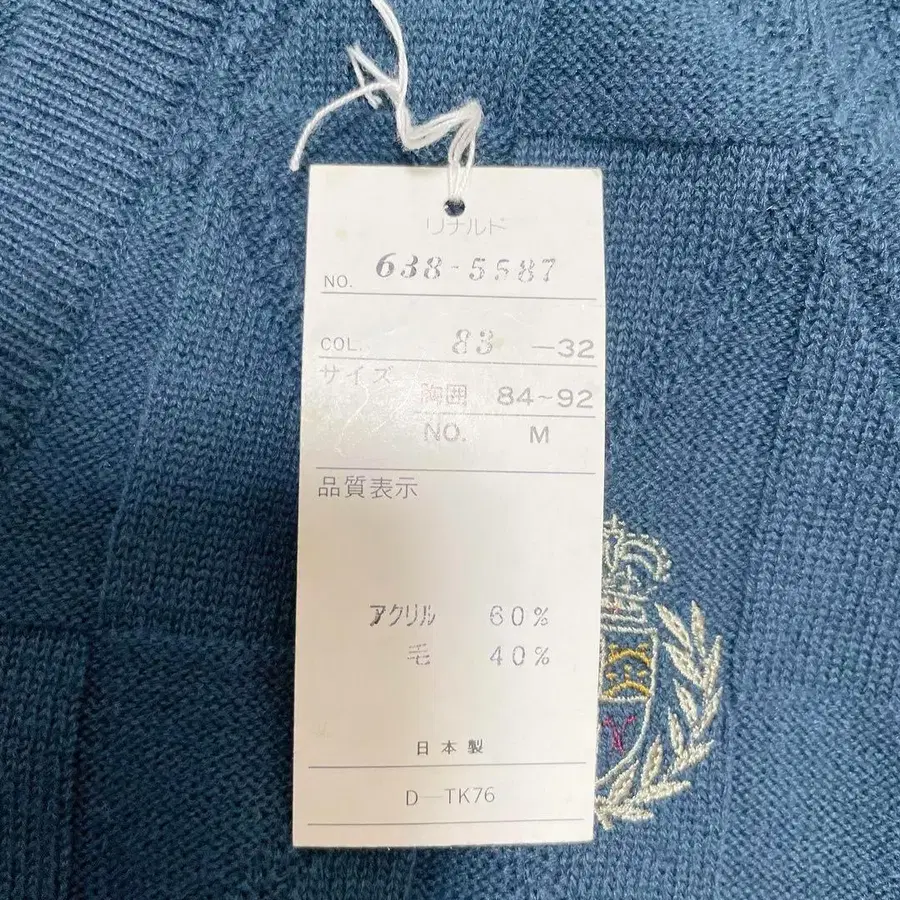 リナルド
NO. 638-5587
COL. 83 —32
サイズ
胸囲 84~92
NO. M
品質表示
アクリル 60%
毛 40%
日本製
D—TK76